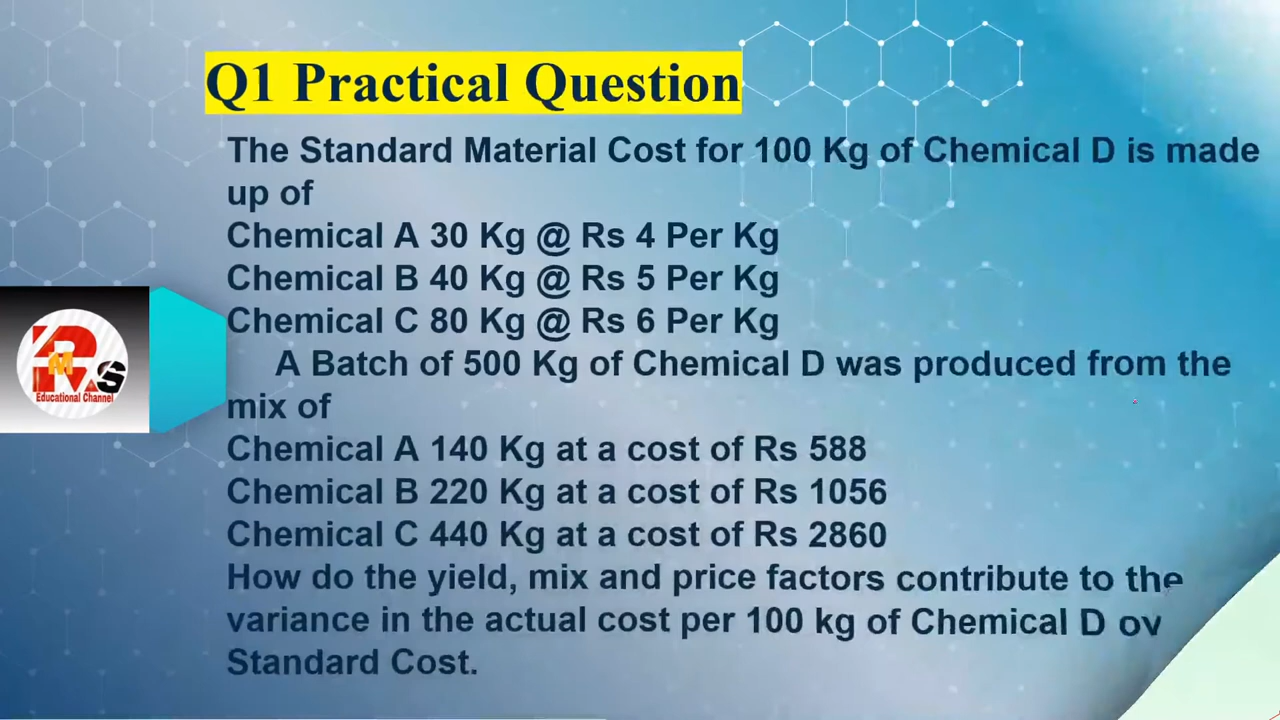 Q1 Practical Question
The Standard Material Cost for 100 Kg of Chemical D is made
up of
Chemical A 30 Kg @ Rs 4 Per Kg
Chemical B 40 Kg @ Rs 5 Per Kg
Chemical C 80 Kg @ Rs 6 Per Kg
A Batch of 500 Kg of Chemical D was produced from the
mix of
Chemical A 140 Kg at a cost of Rs 588
Chemical B 220 Kg at a cost of Rs 1056
Chemical C 440 Kg at a cost of Rs 2860
How do the yield, mix and price factors contribute to the
variance in the actual cost per 100 kg of Chemical D ov
Standard Cost.
Educational Channel